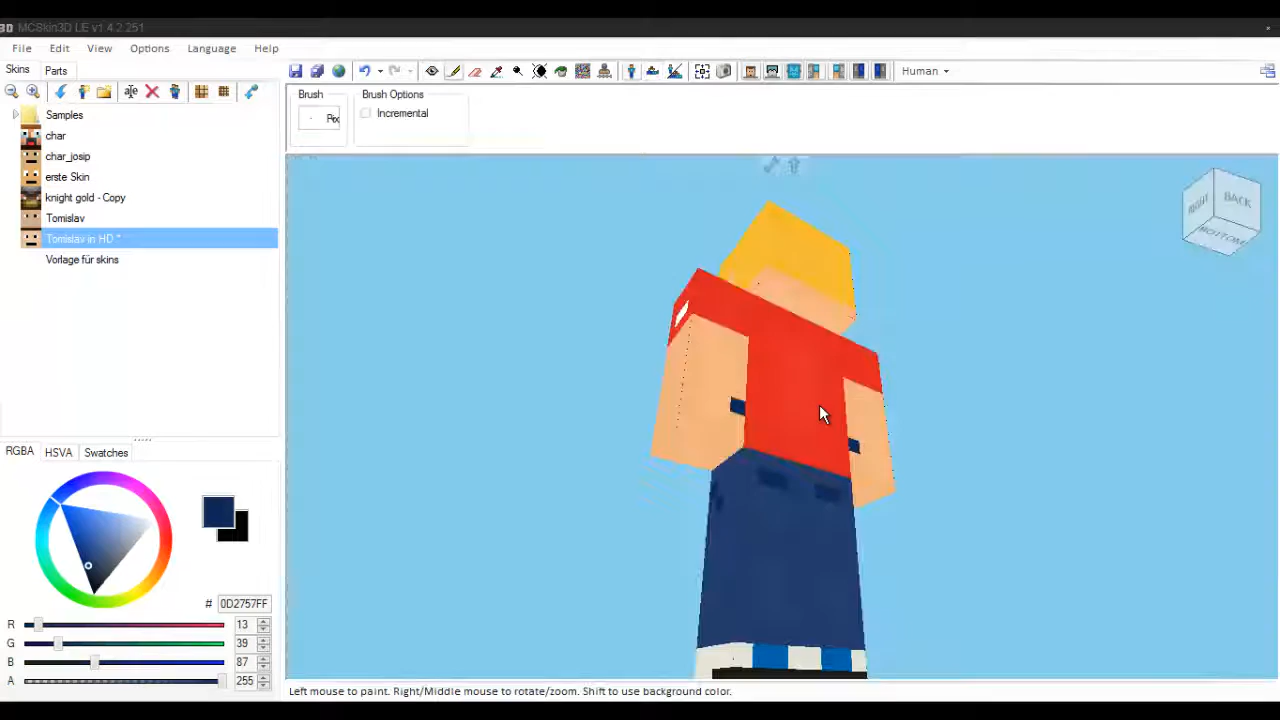 MCSkin3D LE v1.4.2.251
File Edit View Options Language Help
Skins Parts
Human
Brush Brush Options
Incremental
Samples
char
char_josip
erste Skin
knight gold - Copy
Tomislav
Tomislav in HD *
Vorlage für skins
RIGHT BACK
BOTTOM
RGBA HSVA Swatches
# 0D2757FF
R 13
G 39
B 87
A 255
Left mouse to paint. Right/Middle mouse to rotate/zoom. Shift to use background color.